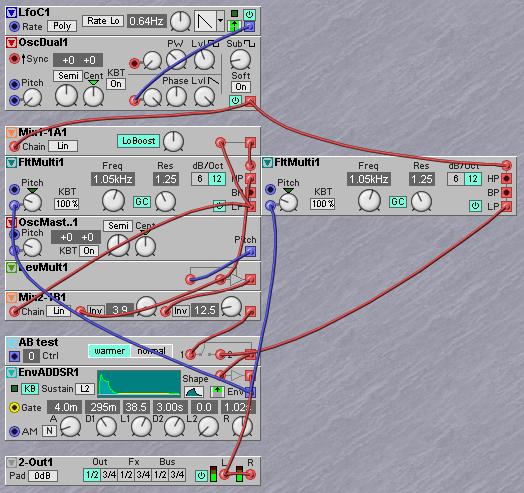 LfoC1
Rate Poly Rate Lo 0.64Hz
OscDual1 PW Lvl Sub
Sync +0 +0
Pitch Semi Cent KBT On Phase Lvl Soft On
Mix1-1A1
Chain Lin LoBoost
FltMulti1 Freq Res dB/Oct
Pitch 1.05kHz 1.25 6 12 HP
KBT 100% GC BP
LP
FltMulti1 Freq Res dB/Oct
Pitch 1.05kHz 1.25 6 12 HP
KBT 100% GC BP
LP
OscMast..1 Semi Cent
Pitch +0 +0 Pitch
LevMult1
Mix2-1B1
Chain Lin Inv 3.9 Inv 12.5
AB test
0 Ctrl warmer normal 1 2
EnvADDSR1
KB Sustain L2 Shape Env
Gate 4.0m 295m 38.5 3.00s 0.0 1.02s
AM N A D1 L1 D2 L2 R
2-Out1 Out Fx Bus L R
Pad 0dB 1/2 3/4 1/2 3/4 1/2 3/4